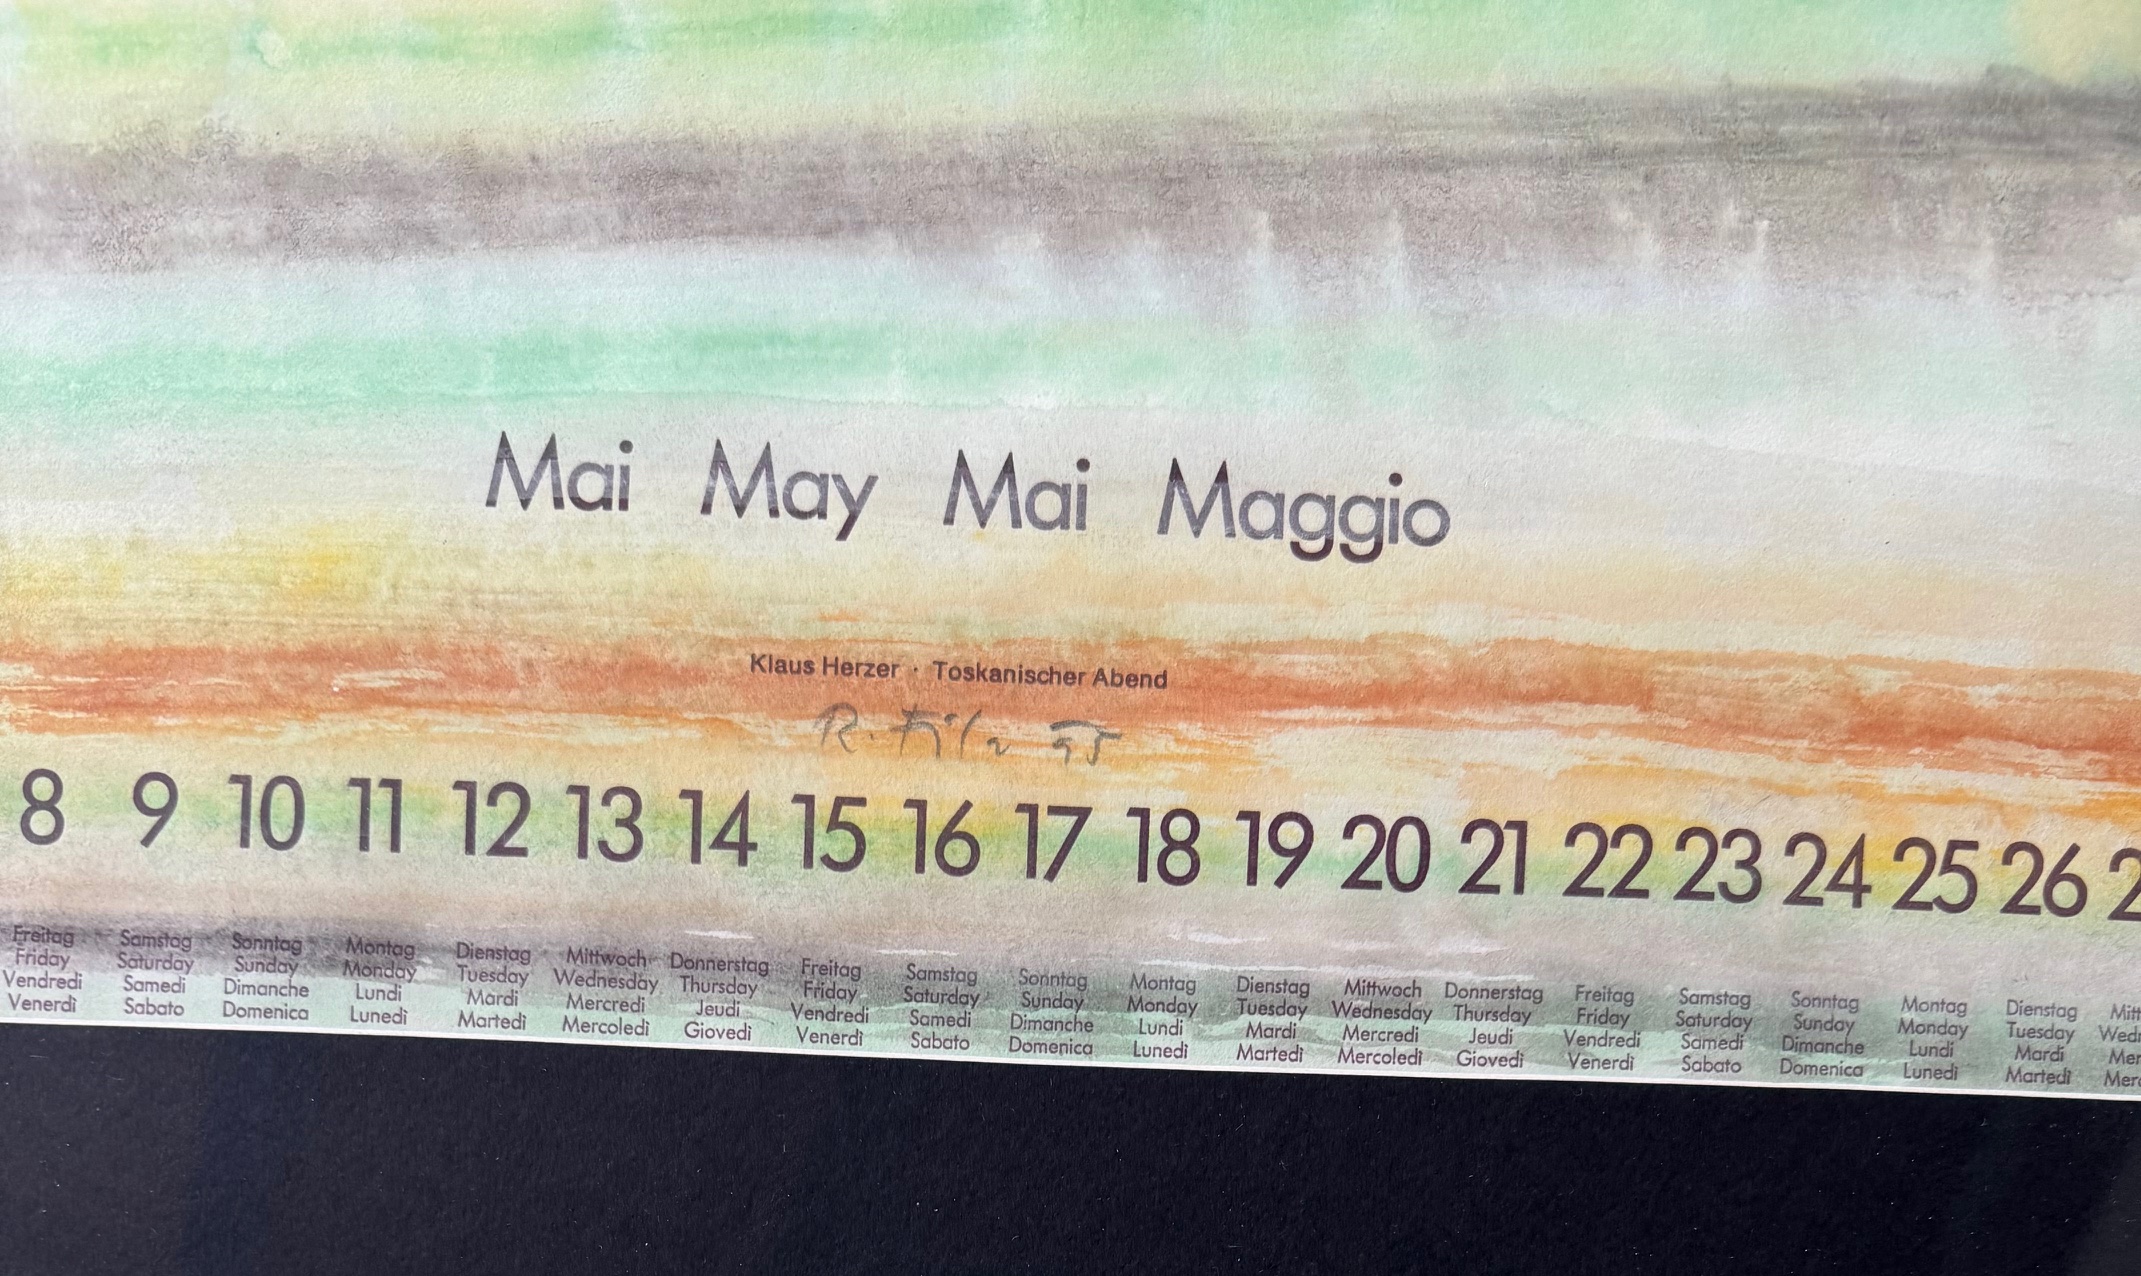 Mai May Mai Maggio
Klaus Herzer · Toskanischer Abend
R.
8 9 10 11 12 13 14 15 16 17 18 19 20 21 22 23 24 25 26
Freitag Samstag Sonntag Montag Dienstag Mittwoch Donnerstag Freitag Samstag Sonntag Montag Dienstag Mittwoch Donnerstag Freitag Samstag Sonntag Montag Dienstag
Friday Saturday Sunday Monday Tuesday Wednesday Thursday Friday Saturday Sunday Monday Tuesday Wednesday Thursday Friday Saturday Sunday Monday Tuesday
Vendredi Samedi Dimanche Lundi Mardi Mercredi Jeudi Vendredi Samedi Dimanche Lundi Mardi Mercredi Jeudi Vendredi Samedi Dimanche Lundi Mardi
Venerdì Sabato Domenica Lunedì Martedì Mercoledì Giovedì Venerdì Sabato Domenica Lunedì Martedì Mercoledì Giovedì Venerdì Sabato Domenica Lunedì Martedì